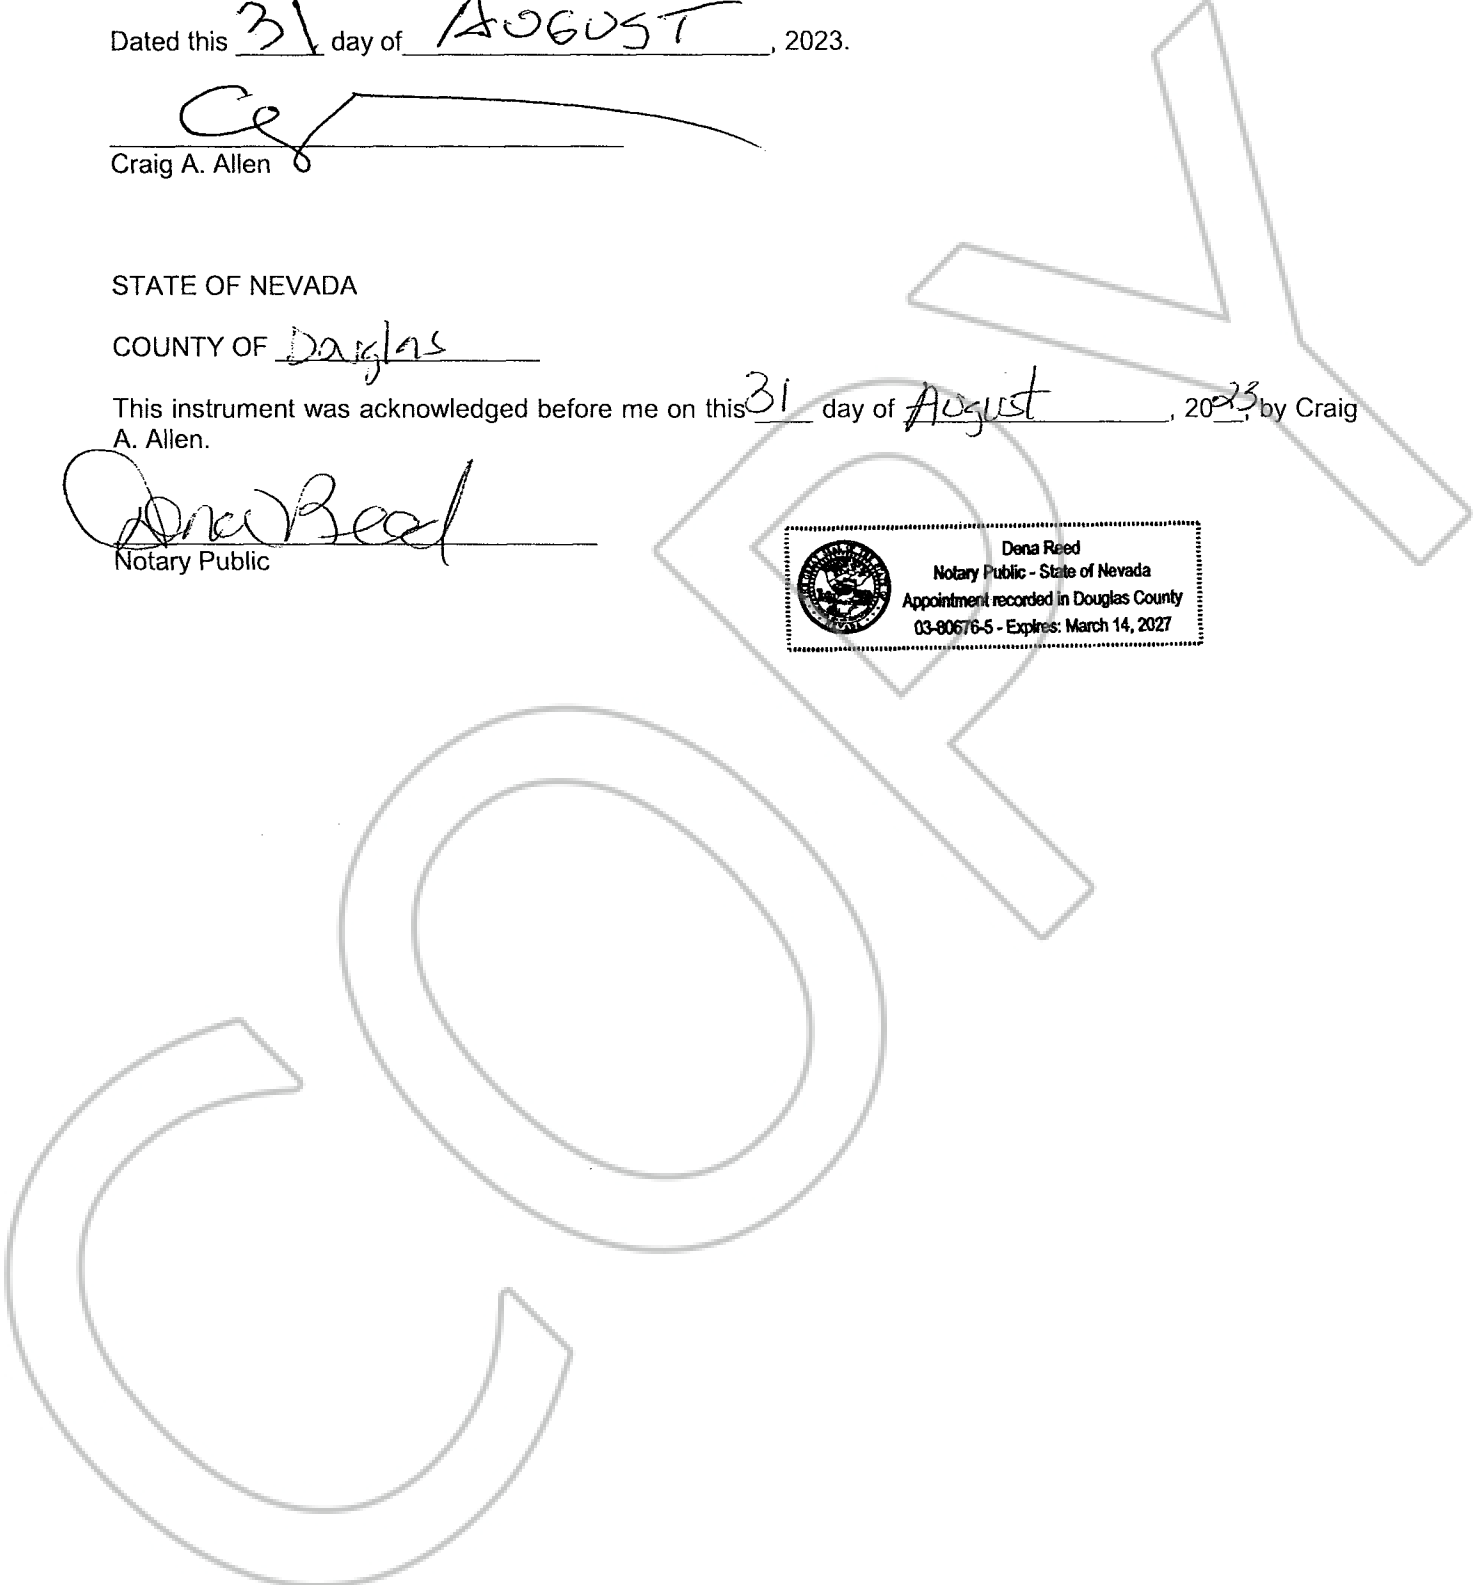 Dated this 31 day of AUGUST, 2023.
Craig A. Allen
STATE OF NEVADA
COUNTY OF Douglas
This instrument was acknowledged before me on this 31 day of August, 2023, by Craig
A. Allen.
Dena Reed
Notary Public
Dena Reed
Notary Public - State of Nevada
Appointment recorded in Douglas County
03-80676-5 - Expires: March 14, 2027
COPY